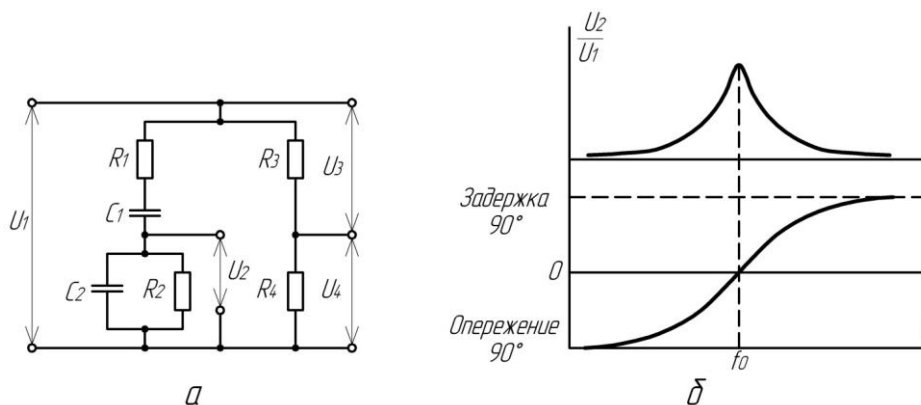 R1
R3
U3
C1
U1
C2
R2
U2
R4
U4
а
U2
U1
Задержка
90°
0
Опережение
90°
f0
б